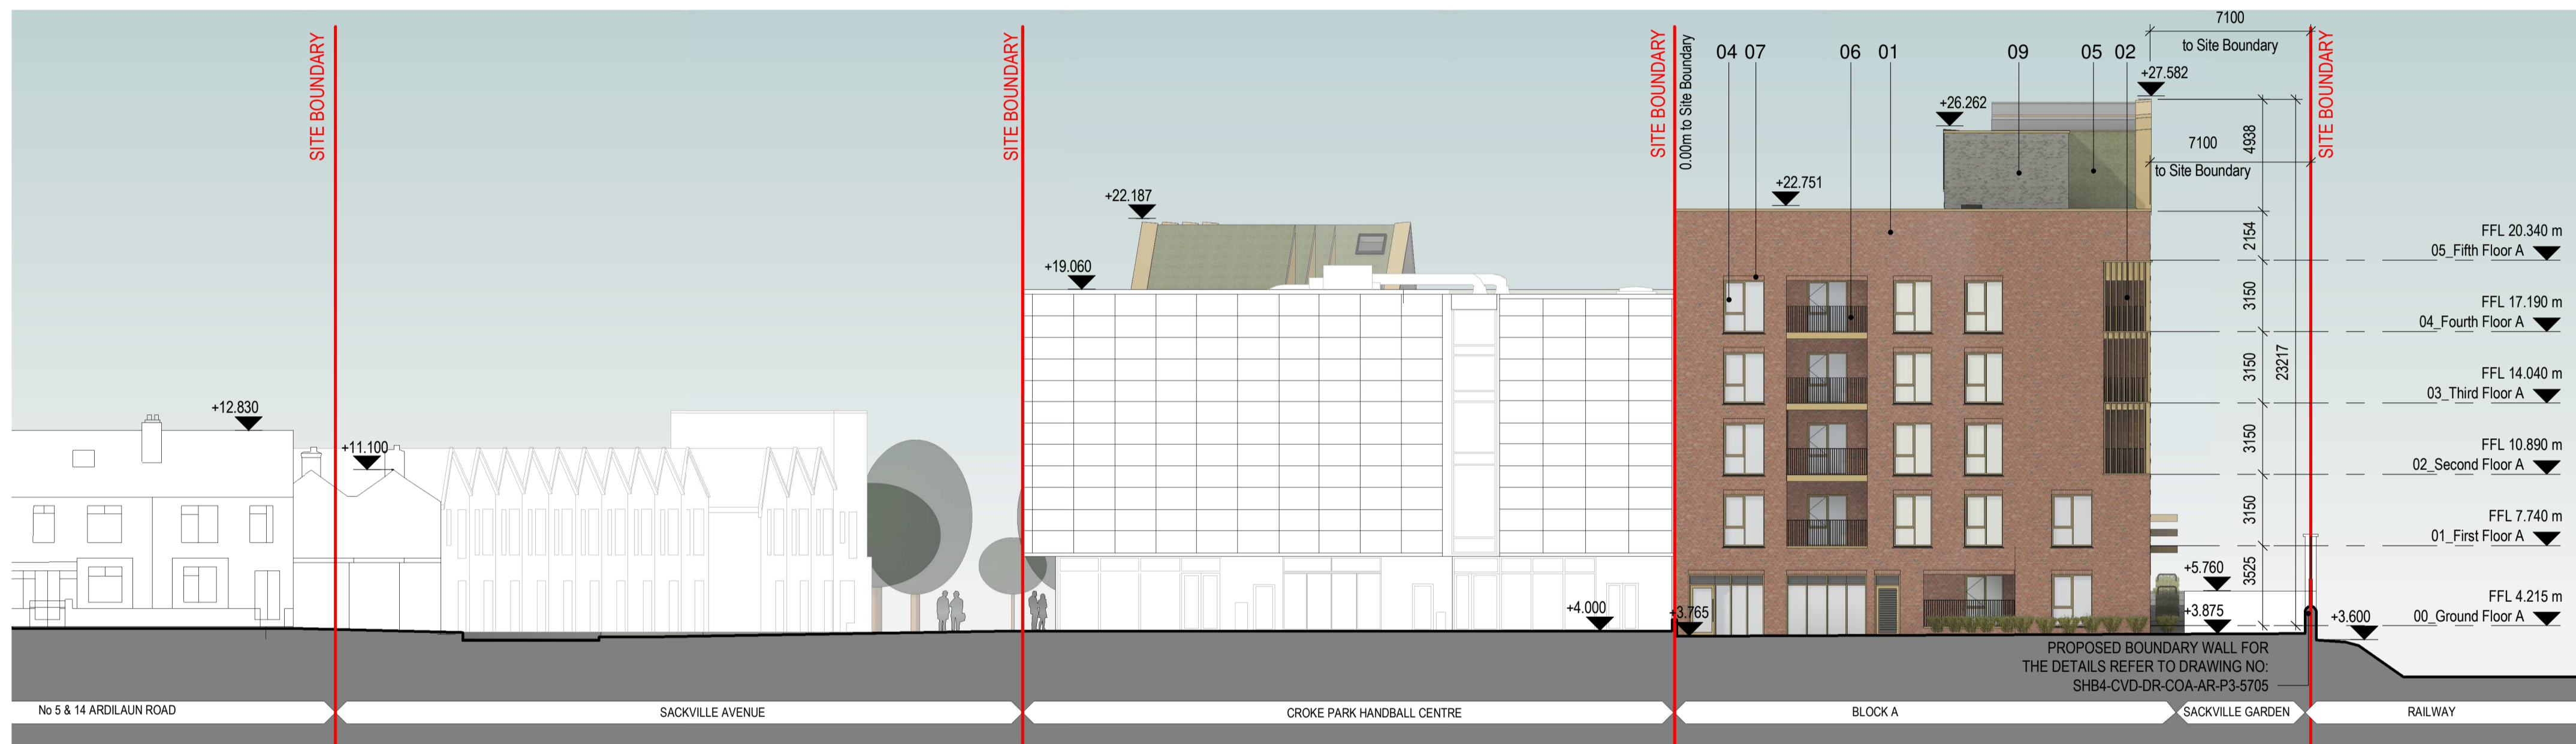 7100
to Site Boundary
SITE BOUNDARY
SITE BOUNDARY
SITE BOUNDARY
0.00m to Site Boundary
04 07 06 01 09 05 02
SITE BOUNDARY
+27.582
+26.262
4938
7100
to Site Boundary
+22.751
+22.187
2154
FFL 20.340 m
05_Fifth Floor A
+19.060
3150
FFL 17.190 m
04_Fourth Floor A
3150
23217
FFL 14.040 m
03_Third Floor A
+12.830
3150
FFL 10.890 m
02_Second Floor A
+11.100
3150
FFL 7.740 m
01_First Floor A
3525
+5.760
FFL 4.215 m
00_Ground Floor A
+4.000
+3.765
+3.875
+3.600
PROPOSED BOUNDARY WALL FOR
THE DETAILS REFER TO DRAWING NO:
SHB4-CVD-DR-COA-AR-P3-5705
No 5 & 14 ARDILAUN ROAD
SACKVILLE AVENUE
CROKE PARK HANDBALL CENTRE
BLOCK A
SACKVILLE GARDEN
RAILWAY